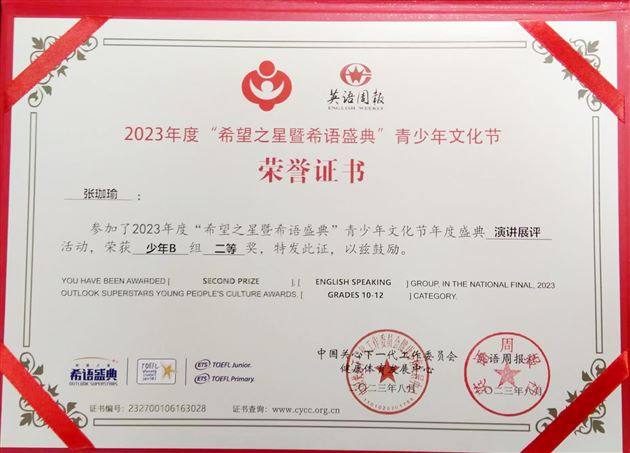 英语周报
ENGLISH WEEKLY
2023年度“希望之星暨希语盛典”青少年文化节
荣誉证书
张珈瑜：
参加了2023年度“希望之星暨希语盛典”青少年文化节年度盛典 演讲展评
活动，荣获 少年B 组 二等 奖，特发此证，以兹鼓励。
YOU HAVE BEEN AWARDED [ SECOND PRIZE ], [ ENGLISH SPEAKING ] GROUP, IN THE NATIONAL FINAL, 2023
OUTLOOK SUPERSTARS YOUNG PEOPLE'S CULTURE AWARDS. [ GRADES 10-12 ] CATEGORY.
中国关心下一代工作委员会
健康体育发展中心
二〇二三年八月
英语周报社
二〇二三年八月
希语盛典
OUTLOOK SUPERSTARS
TOEFL
ETS TOEFL Junior.
ETS TOEFL Primary.
证书编号：232700106163028 证书查询：www.cycc.org.cn